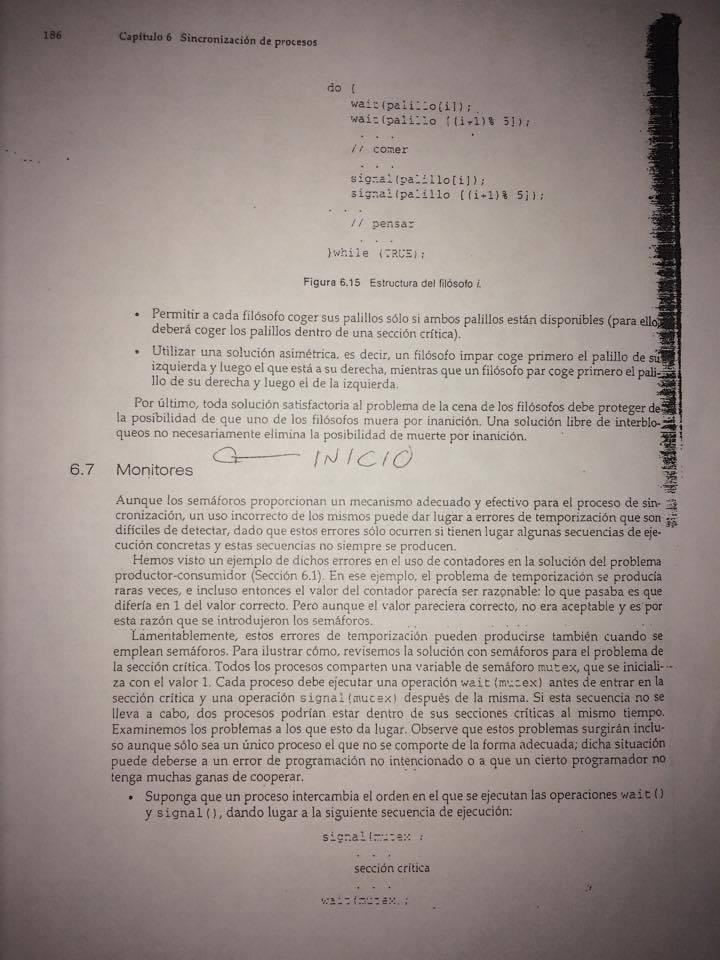 186 Capítulo 6 Sincronización de procesos
do {
wait(palillo[i]);
wait(palillo [(i+1)% 5]);
. . .
// comer
. . .
signal(palillo[i]);
signal(palillo [(i+1)% 5]);
. . .
// pensar
. . .
}while (TRUE);
Figura 6.15 Estructura del filósofo i.
• Permitir a cada filósofo coger sus palillos sólo si ambos palillos están disponibles (para ello
deberá coger los palillos dentro de una sección crítica).
• Utilizar una solución asimétrica, es decir, un filósofo impar coge primero el palillo de su
izquierda y luego el que está a su derecha, mientras que un filósofo par coge primero el pali-
llo de su derecha y luego el de la izquierda.
Por último, toda solución satisfactoria al problema de la cena de los filósofos debe proteger de
la posibilidad de que uno de los filósofos muera por inanición. Una solución libre de interblo-
queos no necesariamente elimina la posibilidad de muerte por inanición.
INICIO
6.7 Monitores
Aunque los semáforos proporcionan un mecanismo adecuado y efectivo para el proceso de sin-
cronización, un uso incorrecto de los mismos puede dar lugar a errores de temporización que son
difíciles de detectar, dado que estos errores sólo ocurren si tienen lugar algunas secuencias de eje-
cución concretas y estas secuencias no siempre se producen.
Hemos visto un ejemplo de dichos errores en el uso de contadores en la solución del problema
productor-consumidor (Sección 6.1). En ese ejemplo, el problema de temporización se producía
raras veces, e incluso entonces el valor del contador parecía ser razonable: lo que pasaba es que
difería en 1 del valor correcto. Pero aunque el valor pareciera correcto, no era aceptable y es por
esta razón que se introdujeron los semáforos.
Lamentablemente, estos errores de temporización pueden producirse también cuando se
emplean semáforos. Para ilustrar cómo, revisemos la solución con semáforos para el problema de
la sección crítica. Todos los procesos comparten una variable de semáforo mutex, que se iniciali-
za con el valor 1. Cada proceso debe ejecutar una operación wait(mutex) antes de entrar en la
sección crítica y una operación signal(mutex) después de la misma. Si esta secuencia no se
lleva a cabo, dos procesos podrían estar dentro de sus secciones críticas al mismo tiempo.
Examinemos los problemas a los que esto da lugar. Observe que estos problemas surgirán inclu-
so aunque sólo sea un único proceso el que no se comporte de la forma adecuada; dicha situación
puede deberse a un error de programación no intencionado o a que un cierto programador no
tenga muchas ganas de cooperar.
• Suponga que un proceso intercambia el orden en el que se ejecutan las operaciones wait()
y signal(), dando lugar a la siguiente secuencia de ejecución:
signal(mutex ;
. . .
sección crítica
. . .
wait(mutex);